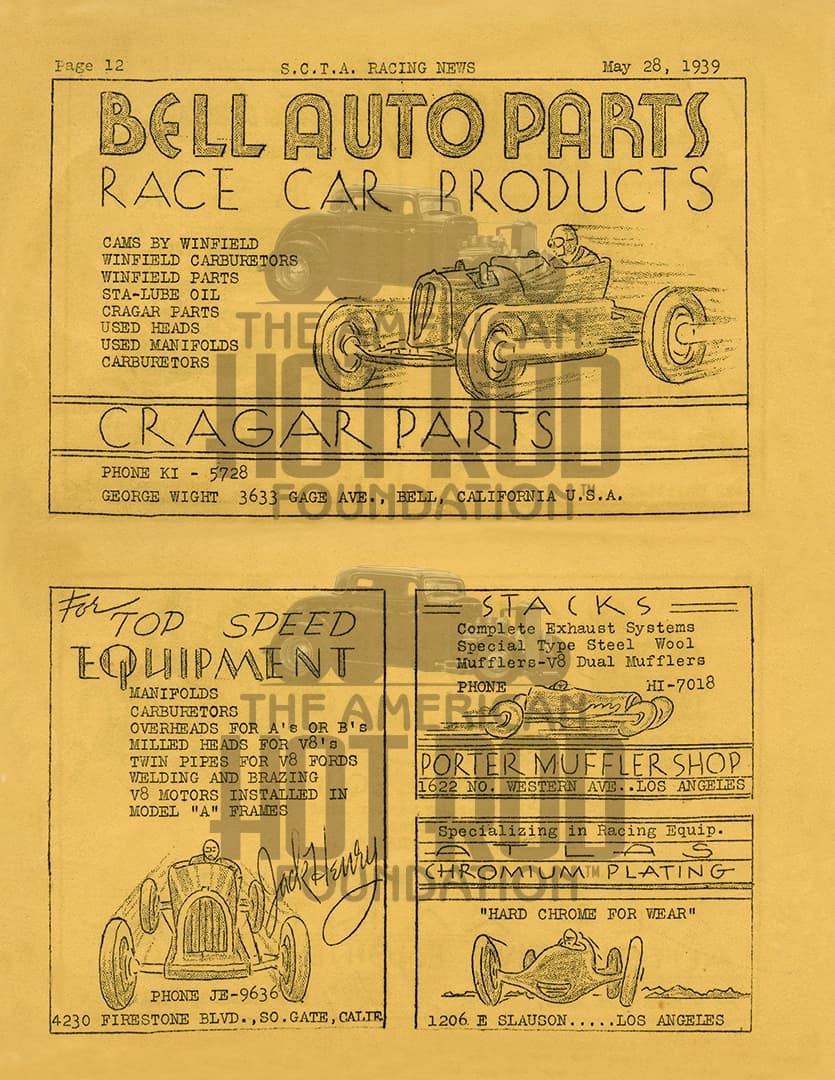 Page 12
S.C.T.A. RACING NEWS
May 28, 1939
BELL AUTO PARTS
RACE CAR PRODUCTS
CAMS BY WINFIELD
WINFIELD CARBURETORS
WINFIELD PARTS
STA-LUBE OIL
CRAGAR PARTS
USED HEADS
USED MANIFOLDS
CARBURETORS
THE AMERICAN
HOT ROD
FOUNDATION™
CRAGAR PARTS
PHONE KI - 5728
GEORGE WIGHT 3633 GAGE AVE., BELL, CALIFORNIA U.S.A.
For
TOP SPEED
EQUIPMENT
MANIFOLDS
CARBURETORS
OVERHEADS FOR A's OR B's
MILLED HEADS FOR V8's
TWIN PIPES FOR V8 FORDS
WELDING AND BRAZING
V8 MOTORS INSTALLED IN
MODEL "A" FRAMES
Jack Henry
PHONE JE-9636
4230 FIRESTONE BLVD.,SO.GATE,CALIF
STACKS
Complete Exhaust Systems
Special Type Steel Wool
Mufflers-V8 Dual Mufflers
PHONE HI-7018
PORTER MUFFLER SHOP
1622 NO. WESTERN AVE..LOS ANGELES
THE AMERICAN
HOT ROD
FOUNDATION™
Specializing in Racing Equip.
ATLAS
CHROMIUM PLATING
"HARD CHROME FOR WEAR"
1206 E SLAUSON.....LOS ANGELES